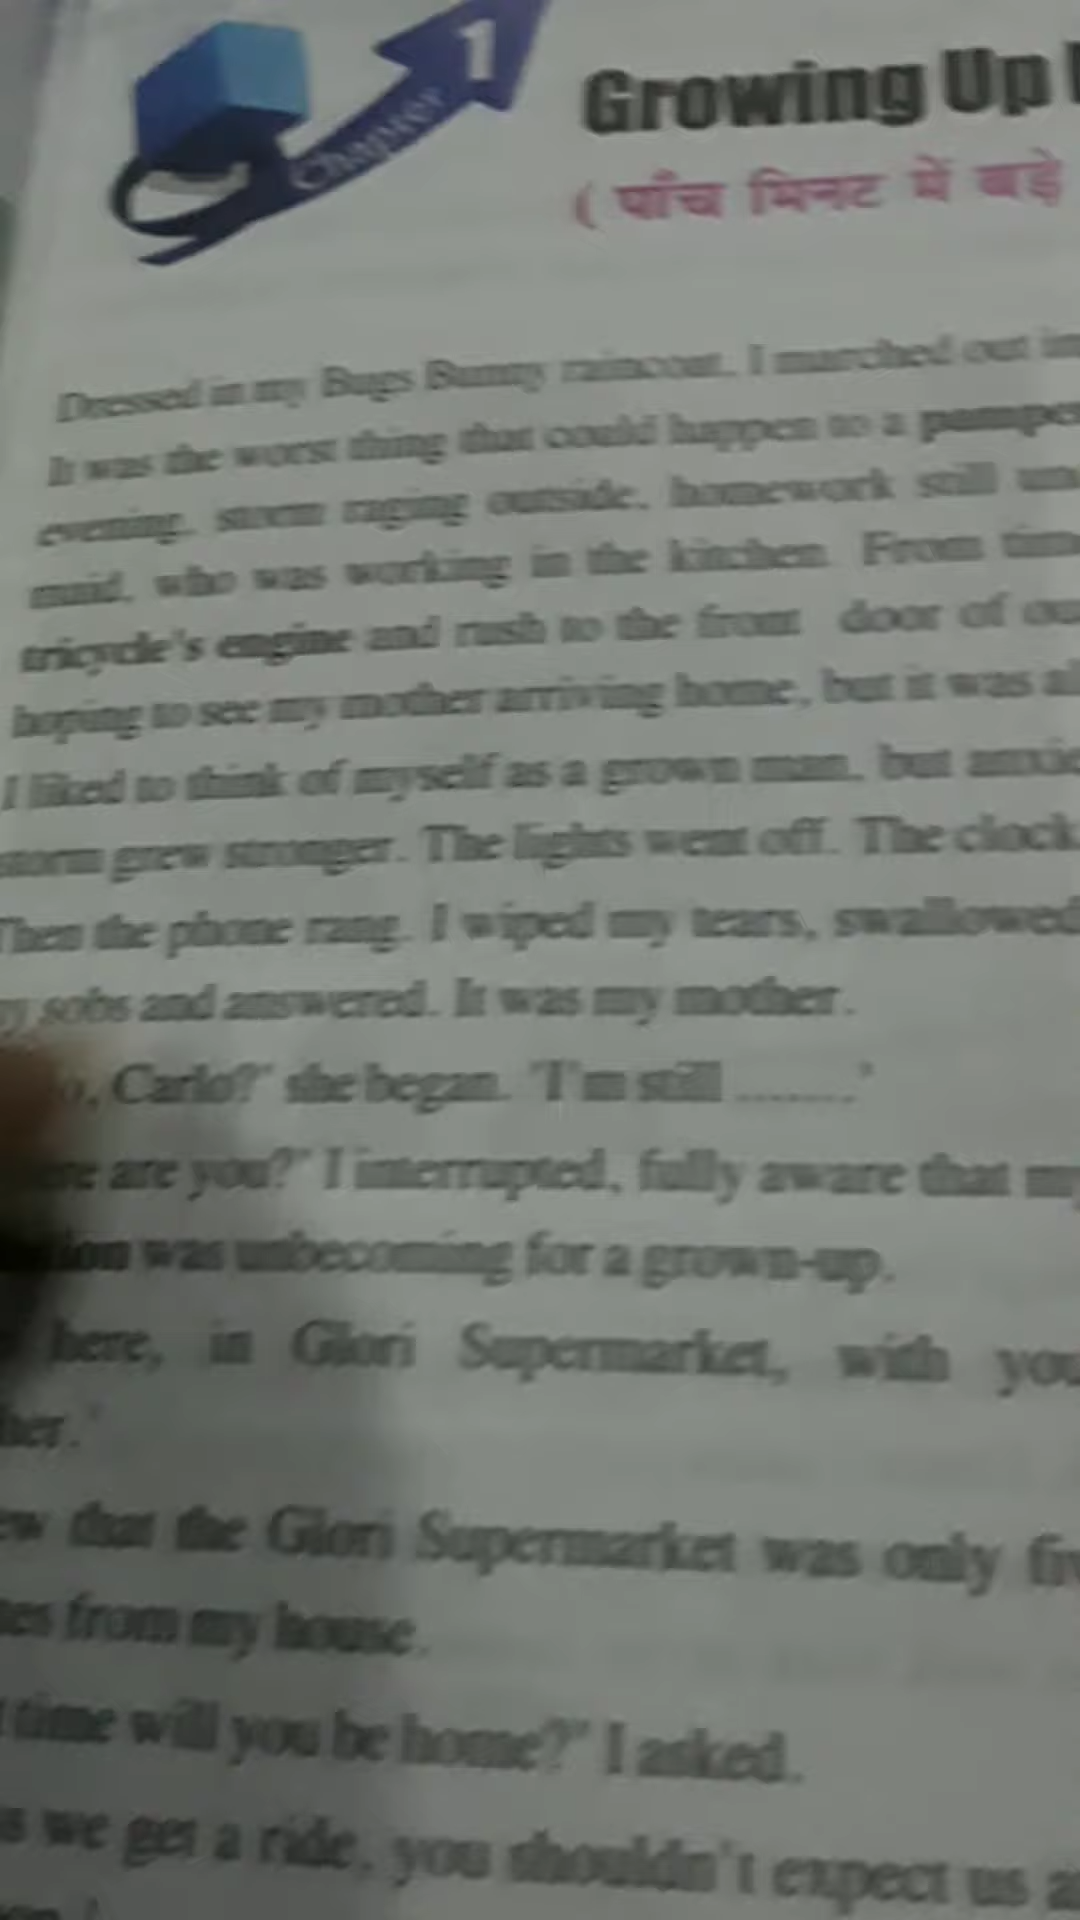 Chapter 1
Growing Up
( पाँच मिनट में बड़े
Dressed in my Bugs Bunny raincoat, I marched out
It was the worst thing that could happen to a
evening, storm raging outside, homework still
maid, who was working in the kitchen. From
tricycle's engine and rush to the front door of
hoping to see my mother arriving home, but it was
I liked to think of myself as a grown man, but
storm grew stronger. The lights went off. The clock
Then the phone rang. I wiped my tears, swallowed
sobs and answered. It was my mother.
Carlo?' she began. 'I'm still ........'
are you?' I interrupted, fully aware that
was unbecoming for a grown-up.
here, in Glori Supermarket, with
that the Glori Supermarket was only
from my house.
time will you be home?' I asked.
we get a ride, you shouldn't expect us